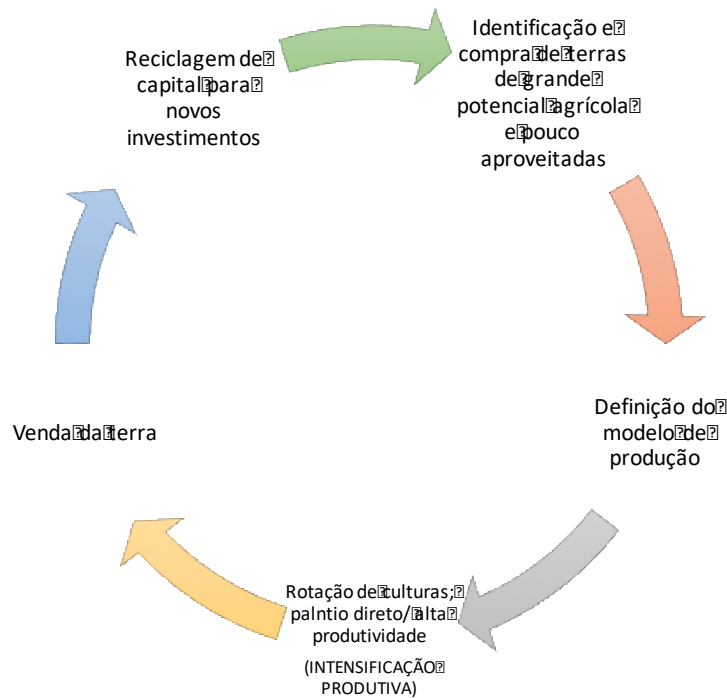 Reciclagem de
capital para
novos
investimentos
Identificação e
compra de terras
de grande
potencial agrícola
e pouco
aproveitadas
Definição do
modelo de
produção
Rotação de culturas;
palntio direto/ alta
produtividade
(INTENSIFICAÇÃO
PRODUTIVA)
Venda da terra